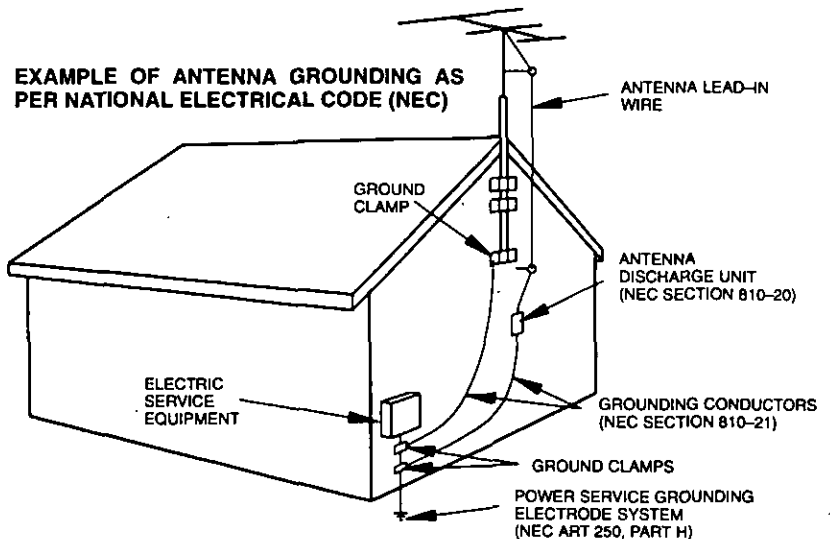 EXAMPLE OF ANTENNA GROUNDING AS
PER NATIONAL ELECTRICAL CODE (NEC)
ANTENNA LEAD-IN
WIRE
GROUND
CLAMP
ANTENNA
DISCHARGE UNIT
(NEC SECTION 810-20)
ELECTRIC
SERVICE
EQUIPMENT
GROUNDING CONDUCTORS
(NEC SECTION 810-21)
GROUND CLAMPS
POWER SERVICE GROUNDING
ELECTRODE SYSTEM
(NEC ART 250, PART H)